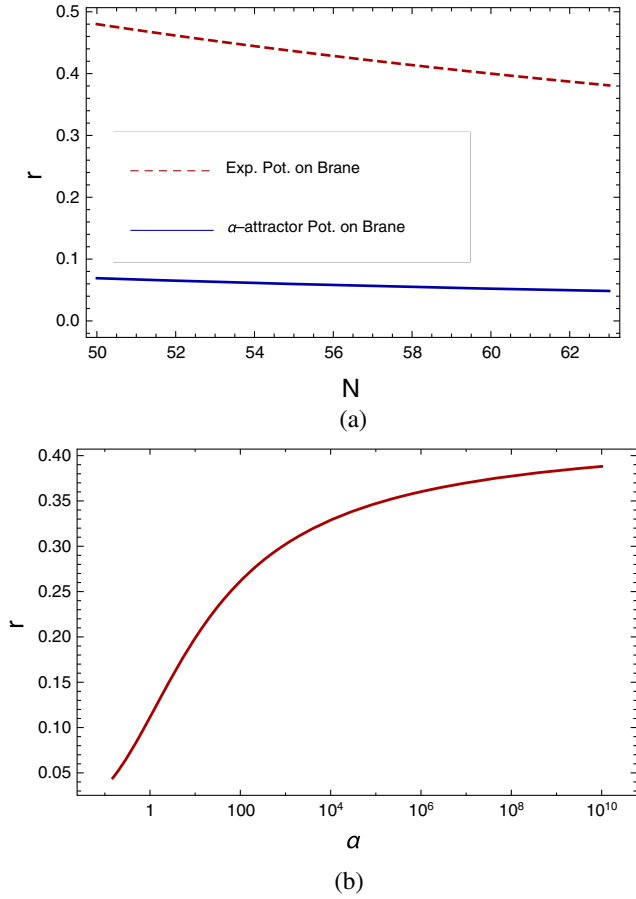 0.5
0.4
r
0.3
0.2
0.1
0.0
Exp. Pot. on Brane
α–attractor Pot. on Brane
50 52 54 56 58 60 62
N
(a)
0.40
0.35
0.30
0.25
r
0.20
0.15
0.10
0.05
1 100 10⁴ 10⁶ 10⁸ 10¹⁰
α
(b)